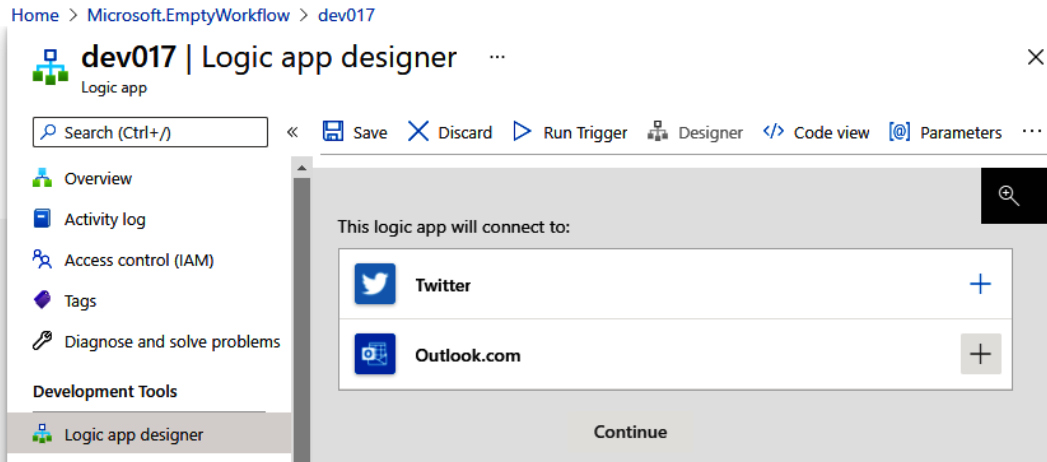 Home > Microsoft.EmptyWorkflow > dev017
dev017 | Logic app designer ...
Logic app
Search (Ctrl+/) «
Save Discard Run Trigger Designer </> Code view [@] Parameters ...
Overview
Activity log
Access control (IAM)
Tags
Diagnose and solve problems
Development Tools
Logic app designer
This logic app will connect to:
Twitter
Outlook.com
Continue